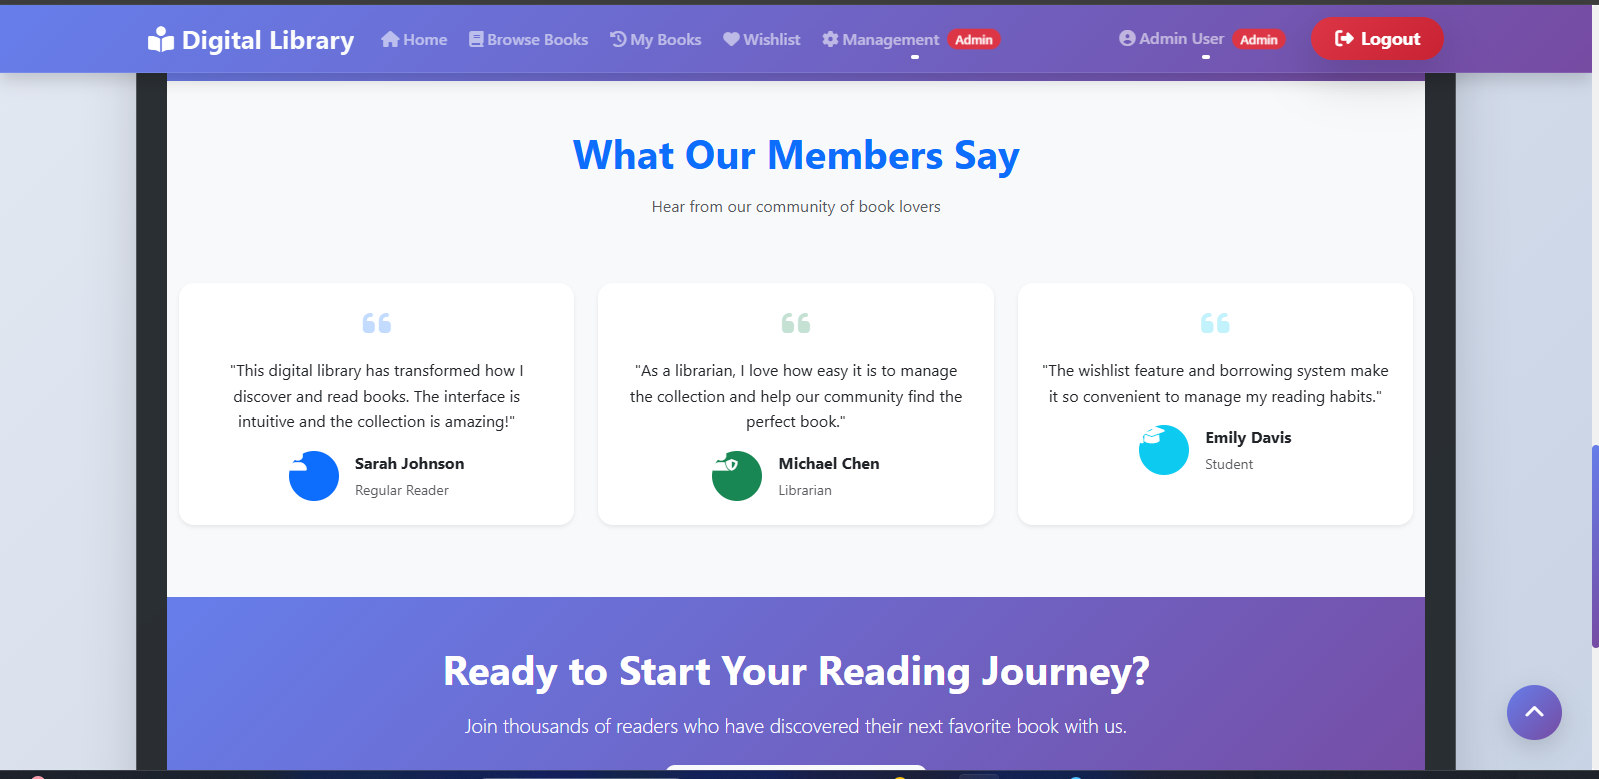 Digital Library Home Browse Books My Books Wishlist Management Admin Admin User Admin Logout
What Our Members Say
Hear from our community of book lovers
"This digital library has transformed how I
discover and read books. The interface is
intuitive and the collection is amazing!"
Sarah Johnson
Regular Reader
"As a librarian, I love how easy it is to manage
the collection and help our community find the
perfect book."
Michael Chen
Librarian
"The wishlist feature and borrowing system make
it so convenient to manage my reading habits."
Emily Davis
Student
Ready to Start Your Reading Journey?
Join thousands of readers who have discovered their next favorite book with us.